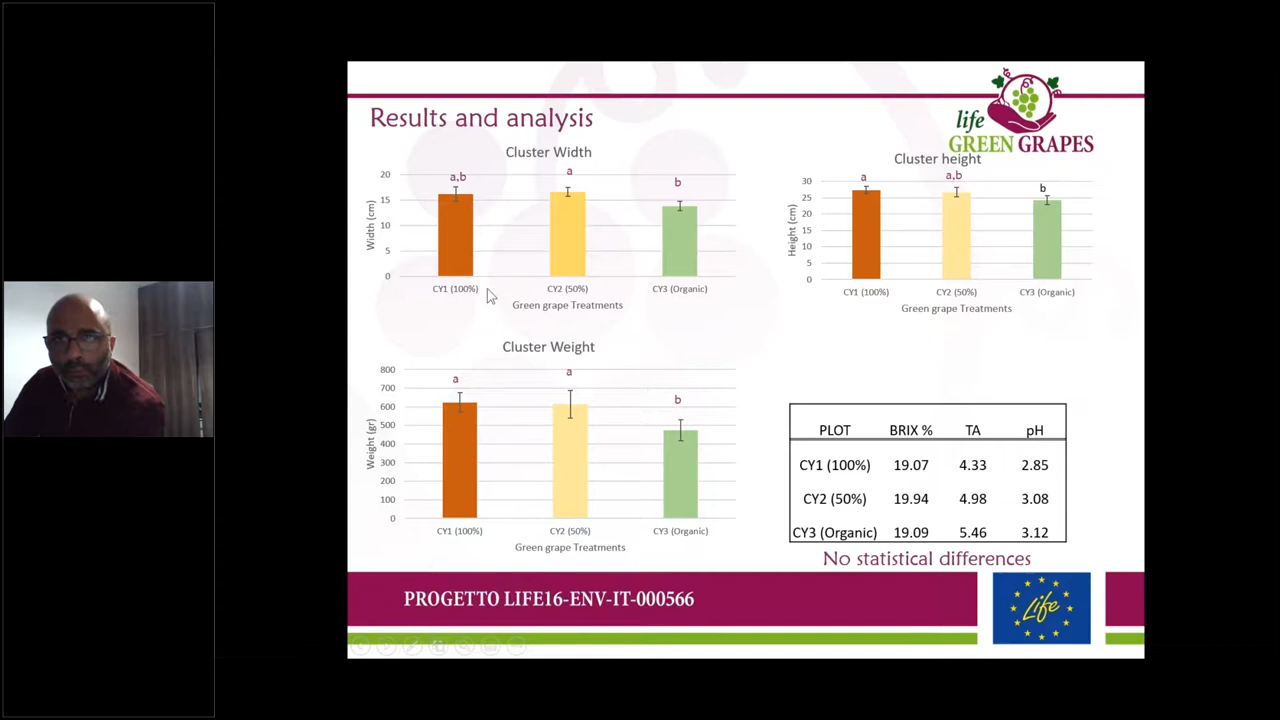 Results and analysis
life
GREEN GRAPES
Cluster Width
20
15
10
5
0
Width (cm)
a,b
a
b
CY1 (100%) CY2 (50%) CY3 (Organic)
Green grape Treatments
Cluster height
30
25
20
15
10
5
0
Height (cm)
a
a,b
b
CY1 (100%) CY2 (50%) CY3 (Organic)
Green grape Treatments
Cluster Weight
800
700
600
500
400
300
200
100
0
Weight (gr)
a
a
b
CY1 (100%) CY2 (50%) CY3 (Organic)
Green grape Treatments
PLOT BRIX % TA pH
CY1 (100%) 19.07 4.33 2.85
CY2 (50%) 19.94 4.98 3.08
CY3 (Organic) 19.09 5.46 3.12
No statistical differences
PROGETTO LIFE16-ENV-IT-000566
Life